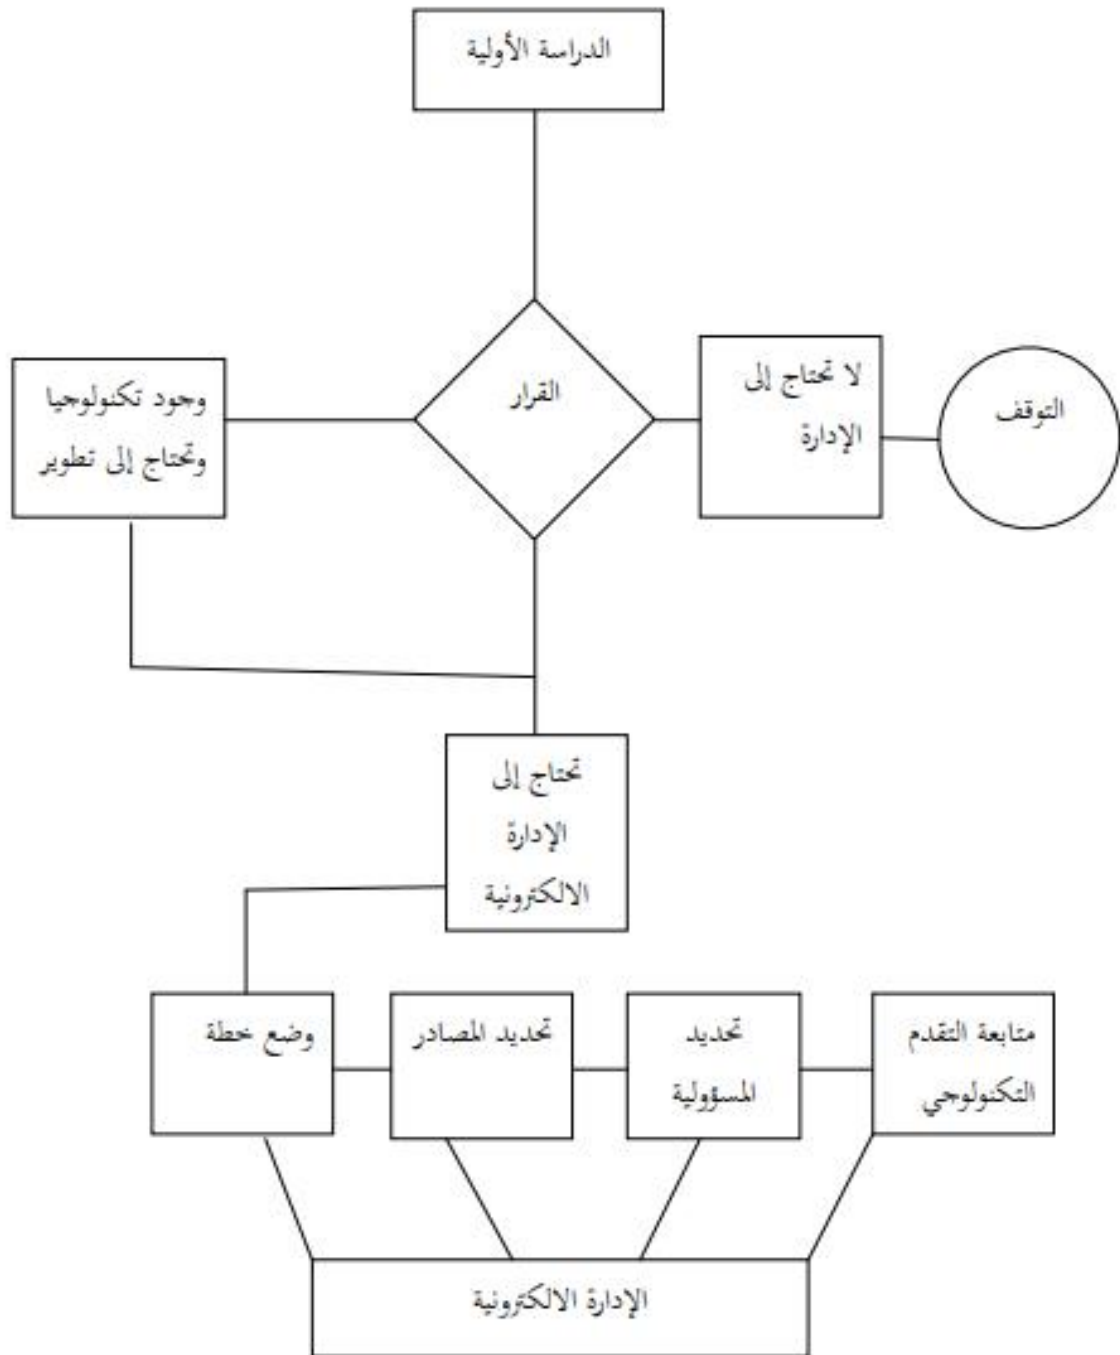 الدراسة الأولية
القرار
لا تحتاج إلى
الإدارة
التوقف
وجود تكنولوجيا
وتحتاج إلى تطوير
تحتاج إلى
الإدارة
الالكترونية
وضع خطة
تحديد المصادر
تحديد
المسؤولية
متابعة التقدم
التكنولوجي
الإدارة الالكترونية